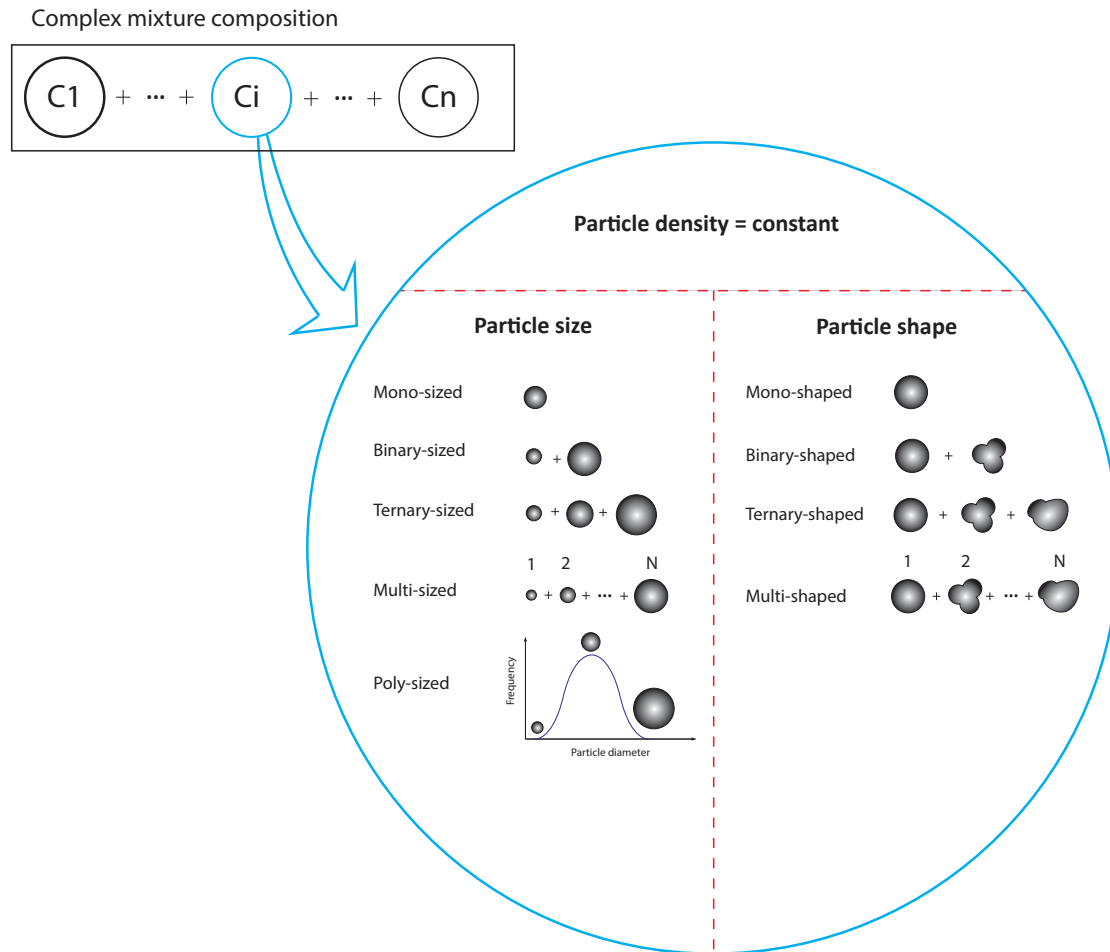 Complex mixture composition
C1 + ... + Ci + ... + Cn
Particle density = constant
Particle size
Mono-sized
Binary-sized
+
Ternary-sized
+ +
1 2 N
Multi-sized
+ + ... +
Poly-sized
Frequency
Particle diameter
Particle shape
Mono-shaped
Binary-shaped
+
Ternary-shaped
+ +
1 2 N
Multi-shaped
+ + ... +